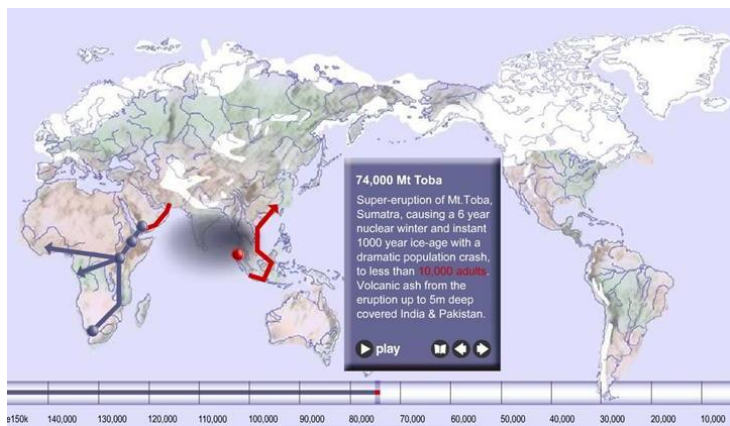 74,000 Mt Toba
Super-eruption of Mt.Toba,
Sumatra, causing a 6 year
nuclear winter and instant
1000 year ice-age with a
dramatic population crash,
to less than 10,000 adults.
Volcanic ash from the
eruption up to 5m deep
covered India & Pakistan.
play
e150k 140,000 130,000 110,000 100,000 90,000 80,000 70,000 60,000 50,000 40,000 30,000 20,000 10,000